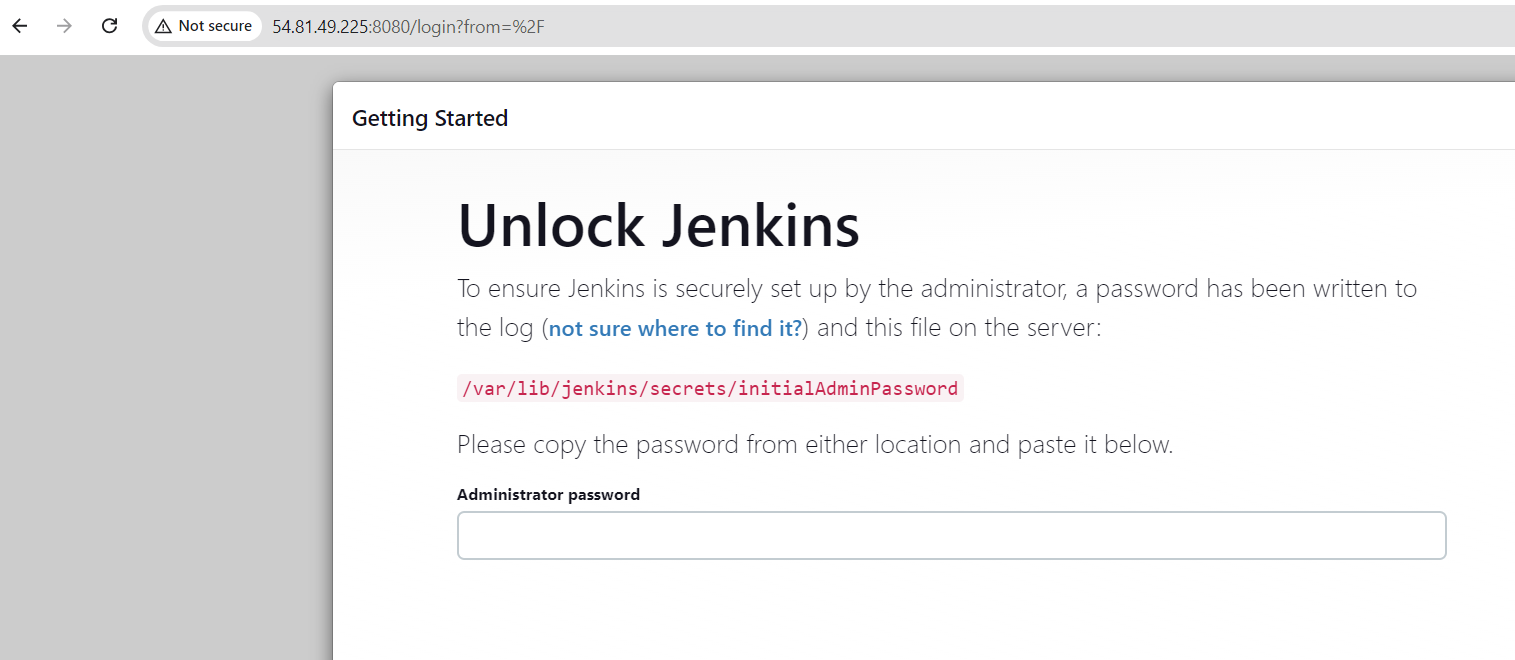 Not secure 54.81.49.225:8080/login?from=%2F
Getting Started
Unlock Jenkins
To ensure Jenkins is securely set up by the administrator, a password has been written to
the log (not sure where to find it?) and this file on the server:
/var/lib/jenkins/secrets/initialAdminPassword
Please copy the password from either location and paste it below.
Administrator password